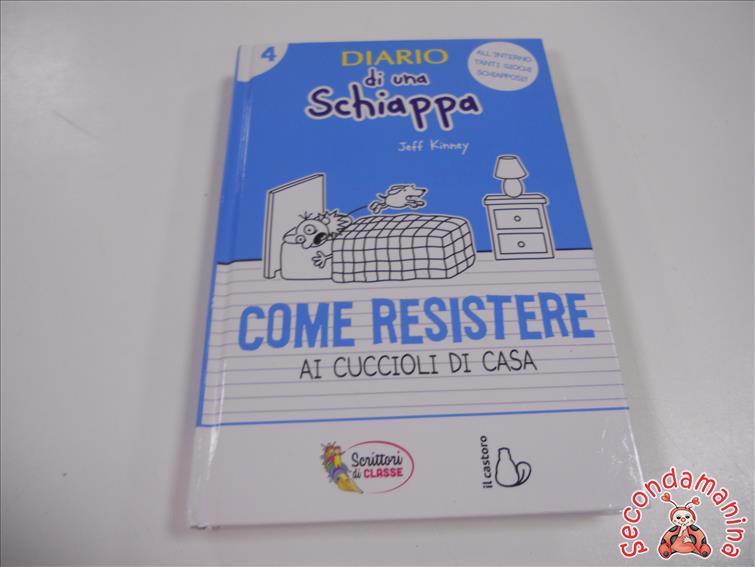 4
DIARIO
di una
Schiappa
ALL'INTERNO
TANTI GIOCHI
SCHIAPPOSI!
Jeff Kinney
COME RESISTERE
AI CUCCIOLI DI CASA
Scrittori
di CLASSE
il castoro
Secondamanina